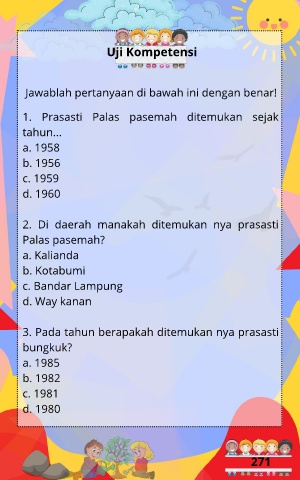 Uji Kompetensi
Jawablah pertanyaan di bawah ini dengan benar!
1. Prasasti Palas pasemah ditemukan sejak
tahun...
a. 1958
b. 1956
c. 1959
d. 1960
2. Di daerah manakah ditemukan nya prasasti
Palas pasemah?
a. Kalianda
b. Kotabumi
c. Bandar Lampung
d. Way kanan
3. Pada tahun berapakah ditemukan nya prasasti
bungkuk?
a. 1985
b. 1982
c. 1981
d. 1980
271